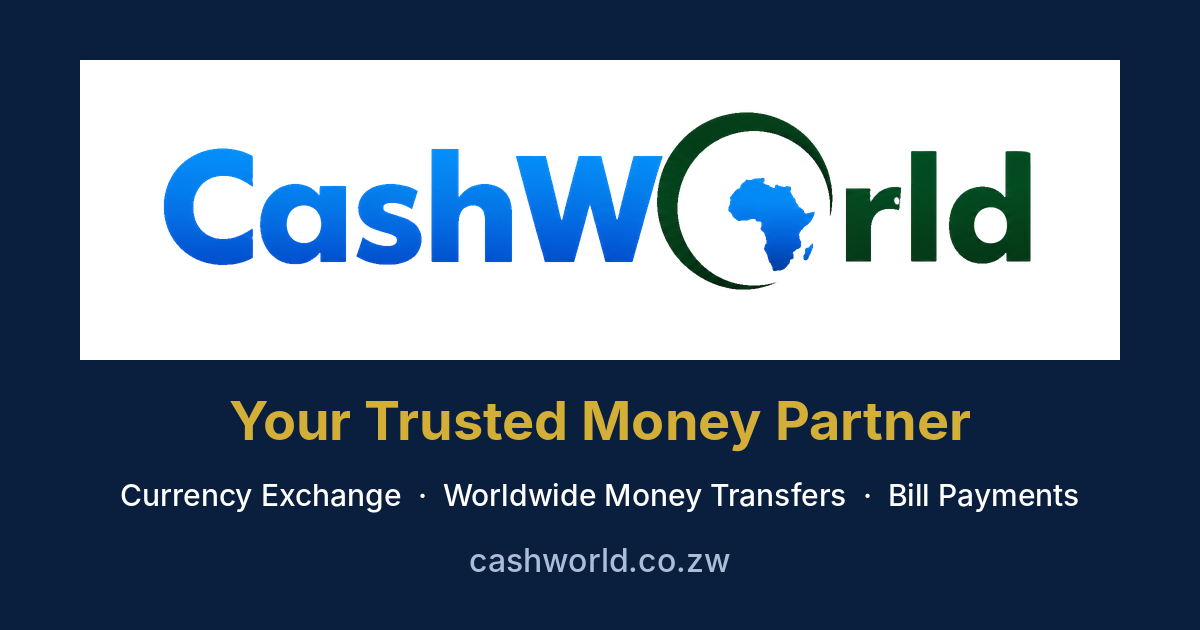 CashWorld
Your Trusted Money Partner
Currency Exchange · Worldwide Money Transfers · Bill Payments
cashworld.co.zw